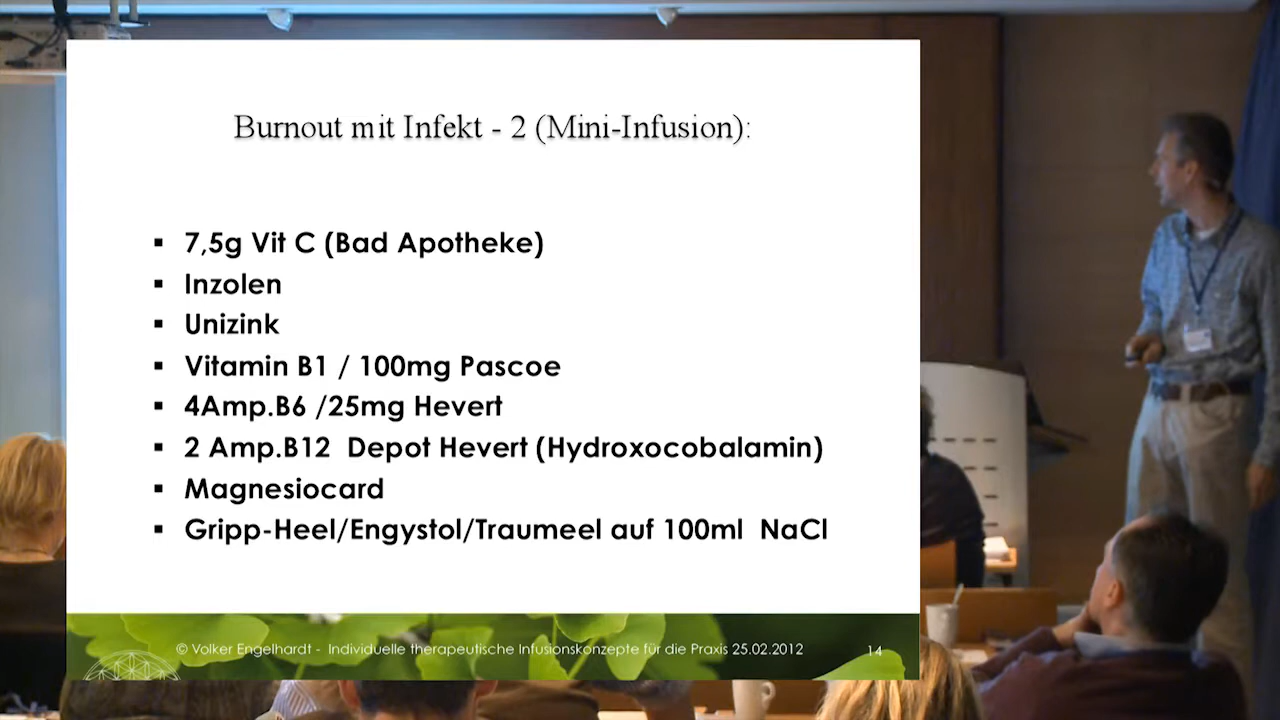 Burnout mit Infekt - 2 (Mini-Infusion):
7,5g Vit C (Bad Apotheke)
Inzolen
Unizink
Vitamin B1 / 100mg Pascoe
4Amp.B6 /25mg Hevert
2 Amp.B12 Depot Hevert (Hydroxocobalamin)
Magnesiocard
Gripp-Heel/Engystol/Traumeel auf 100ml NaCl
© Volker Engelhardt - Individuelle therapeutische Infusionskonzepte für die Praxis 25.02.2012
14